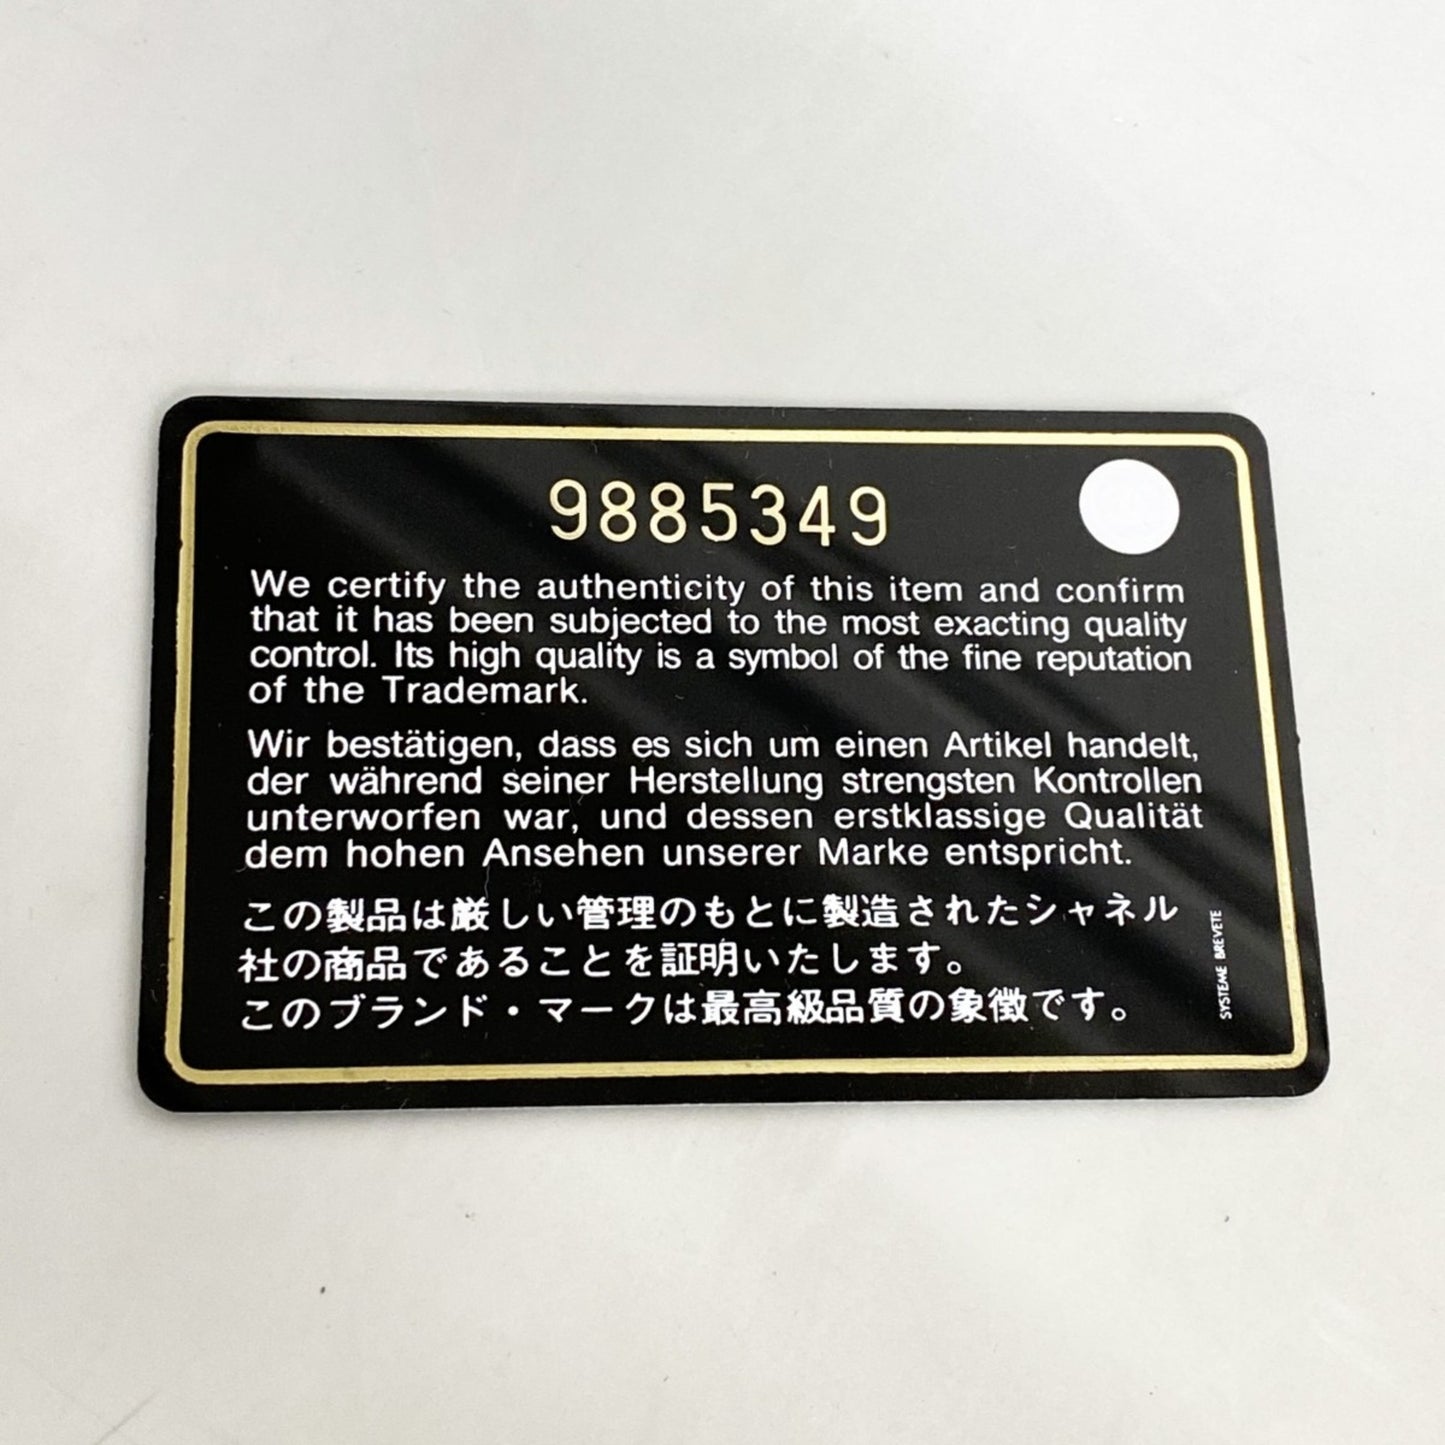 9885349
We certify the authenticity of this item and confirm
that it has been subjected to the most exacting quality
control. Its high quality is a symbol of the fine reputation
of the Trademark.
Wir bestätigen, dass es sich um einen Artikel handelt,
der während seiner Herstellung strengsten Kontrollen
unterworfen war, und dessen erstklassige Qualität
dem hohen Ansehen unserer Marke entspricht.
この製品は厳しい管理のもとに製造されたシャネル
社の商品であることを証明いたします。
このブランド・マークは最高級品質の象徴です。
SYSTEME BREVETE